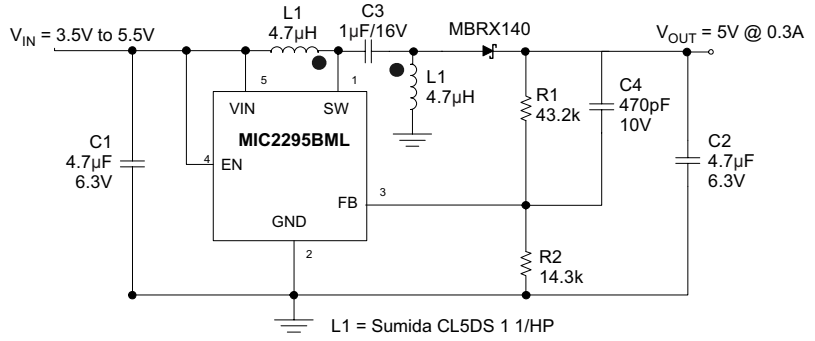 V_IN = 3.5V to 5.5V
L1
4.7µH
C3
1µF/16V
MBRX140
V_OUT = 5V @ 0.3A
5
1
VIN
SW
MIC2295BML
4
EN
FB
3
GND
2
C1
4.7µF
6.3V
L1
4.7µH
R1
43.2k
C4
470pF
10V
C2
4.7µF
6.3V
R2
14.3k
L1 = Sumida CL5DS 1 1/HP